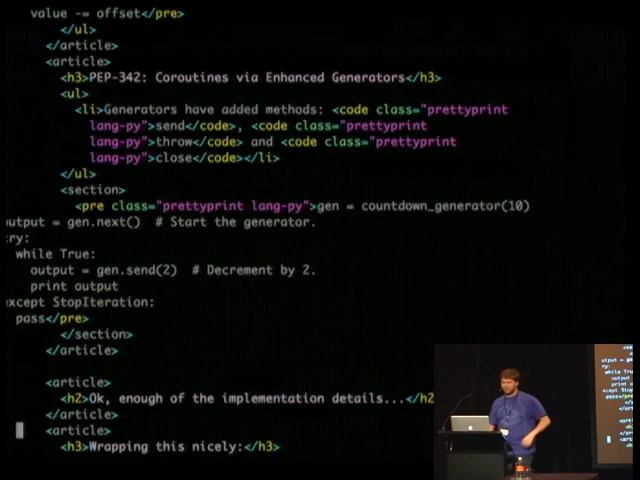 value -= offset</pre>
</ul>
</article>
<article>
<h3>PEP-342: Coroutines via Enhanced Generators</h3>
<ul>
<li>Generators have added methods: <code class="prettyprint
lang-py">send</code>, <code class="prettyprint
lang-py">throw</code> and <code class="prettyprint
lang-py">close</code></li>
</ul>
<section>
<pre class="prettyprint lang-py">gen = countdown_generator(10)
utput = gen.next()  # Start the generator.
ry:
while True:
output = gen.send(2)  # Decrement by 2.
print output
xcept StopIteration:
pass</pre>
</section>
</article>
<article>
<h2>Ok, enough of the implementation details...</h2
</article>
<article>
<h3>Wrapping this nicely:</h3>